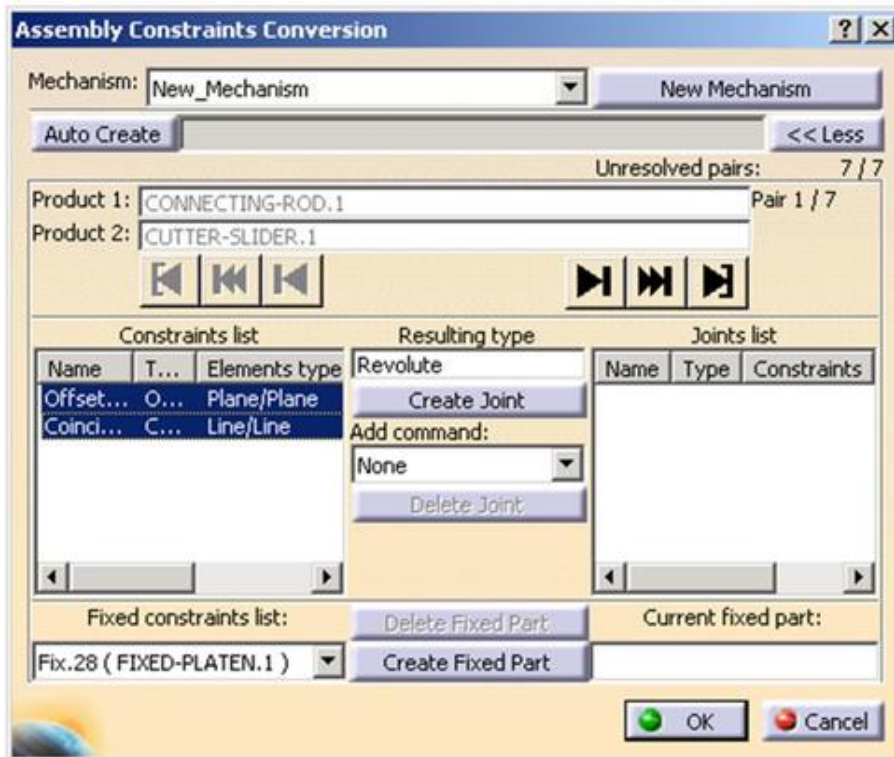 Assembly Constraints Conversion
Mechanism: New_Mechanism New Mechanism
Auto Create << Less
Unresolved pairs: 7 / 7
Product 1: CONNECTING-ROD.1 Pair 1 / 7
Product 2: CUTTER-SLIDER.1
Constraints list Resulting type Joints list
Name T... Elements type Revolute Name Type Constraints
Offset... O... Plane/Plane Create Joint
Coinci... C... Line/Line Add command:
None
Delete Joint
Fixed constraints list: Delete Fixed Part Current fixed part:
Fix.28 ( FIXED-PLATEN.1 ) Create Fixed Part
OK Cancel